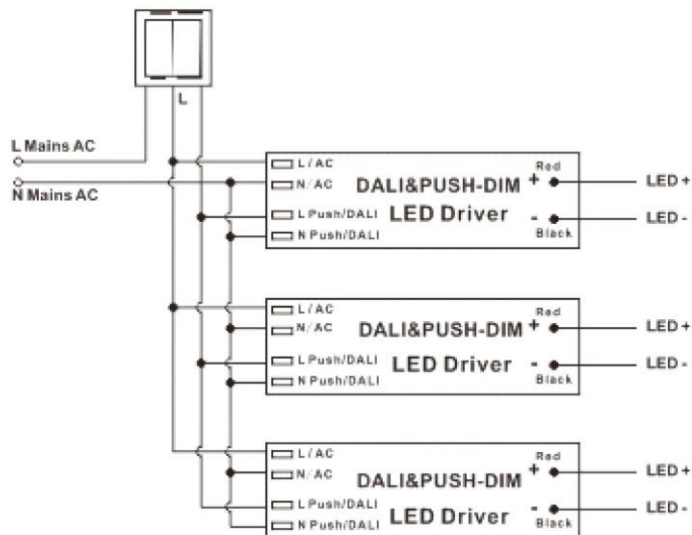 L
L Mains AC
N Mains AC
L/AC
N/AC
L Push/DALI
N Push/DALI
DALI&PUSH-DIM
LED Driver
Red
+
-
Black
LED +
LED -
L/AC
N/AC
L Push/DALI
N Push/DALI
DALI&PUSH-DIM
LED Driver
Red
+
-
Black
LED +
LED -
L/AC
N/AC
L Push/DALI
N Push/DALI
DALI&PUSH-DIM
LED Driver
Red
+
-
Black
LED +
LED -